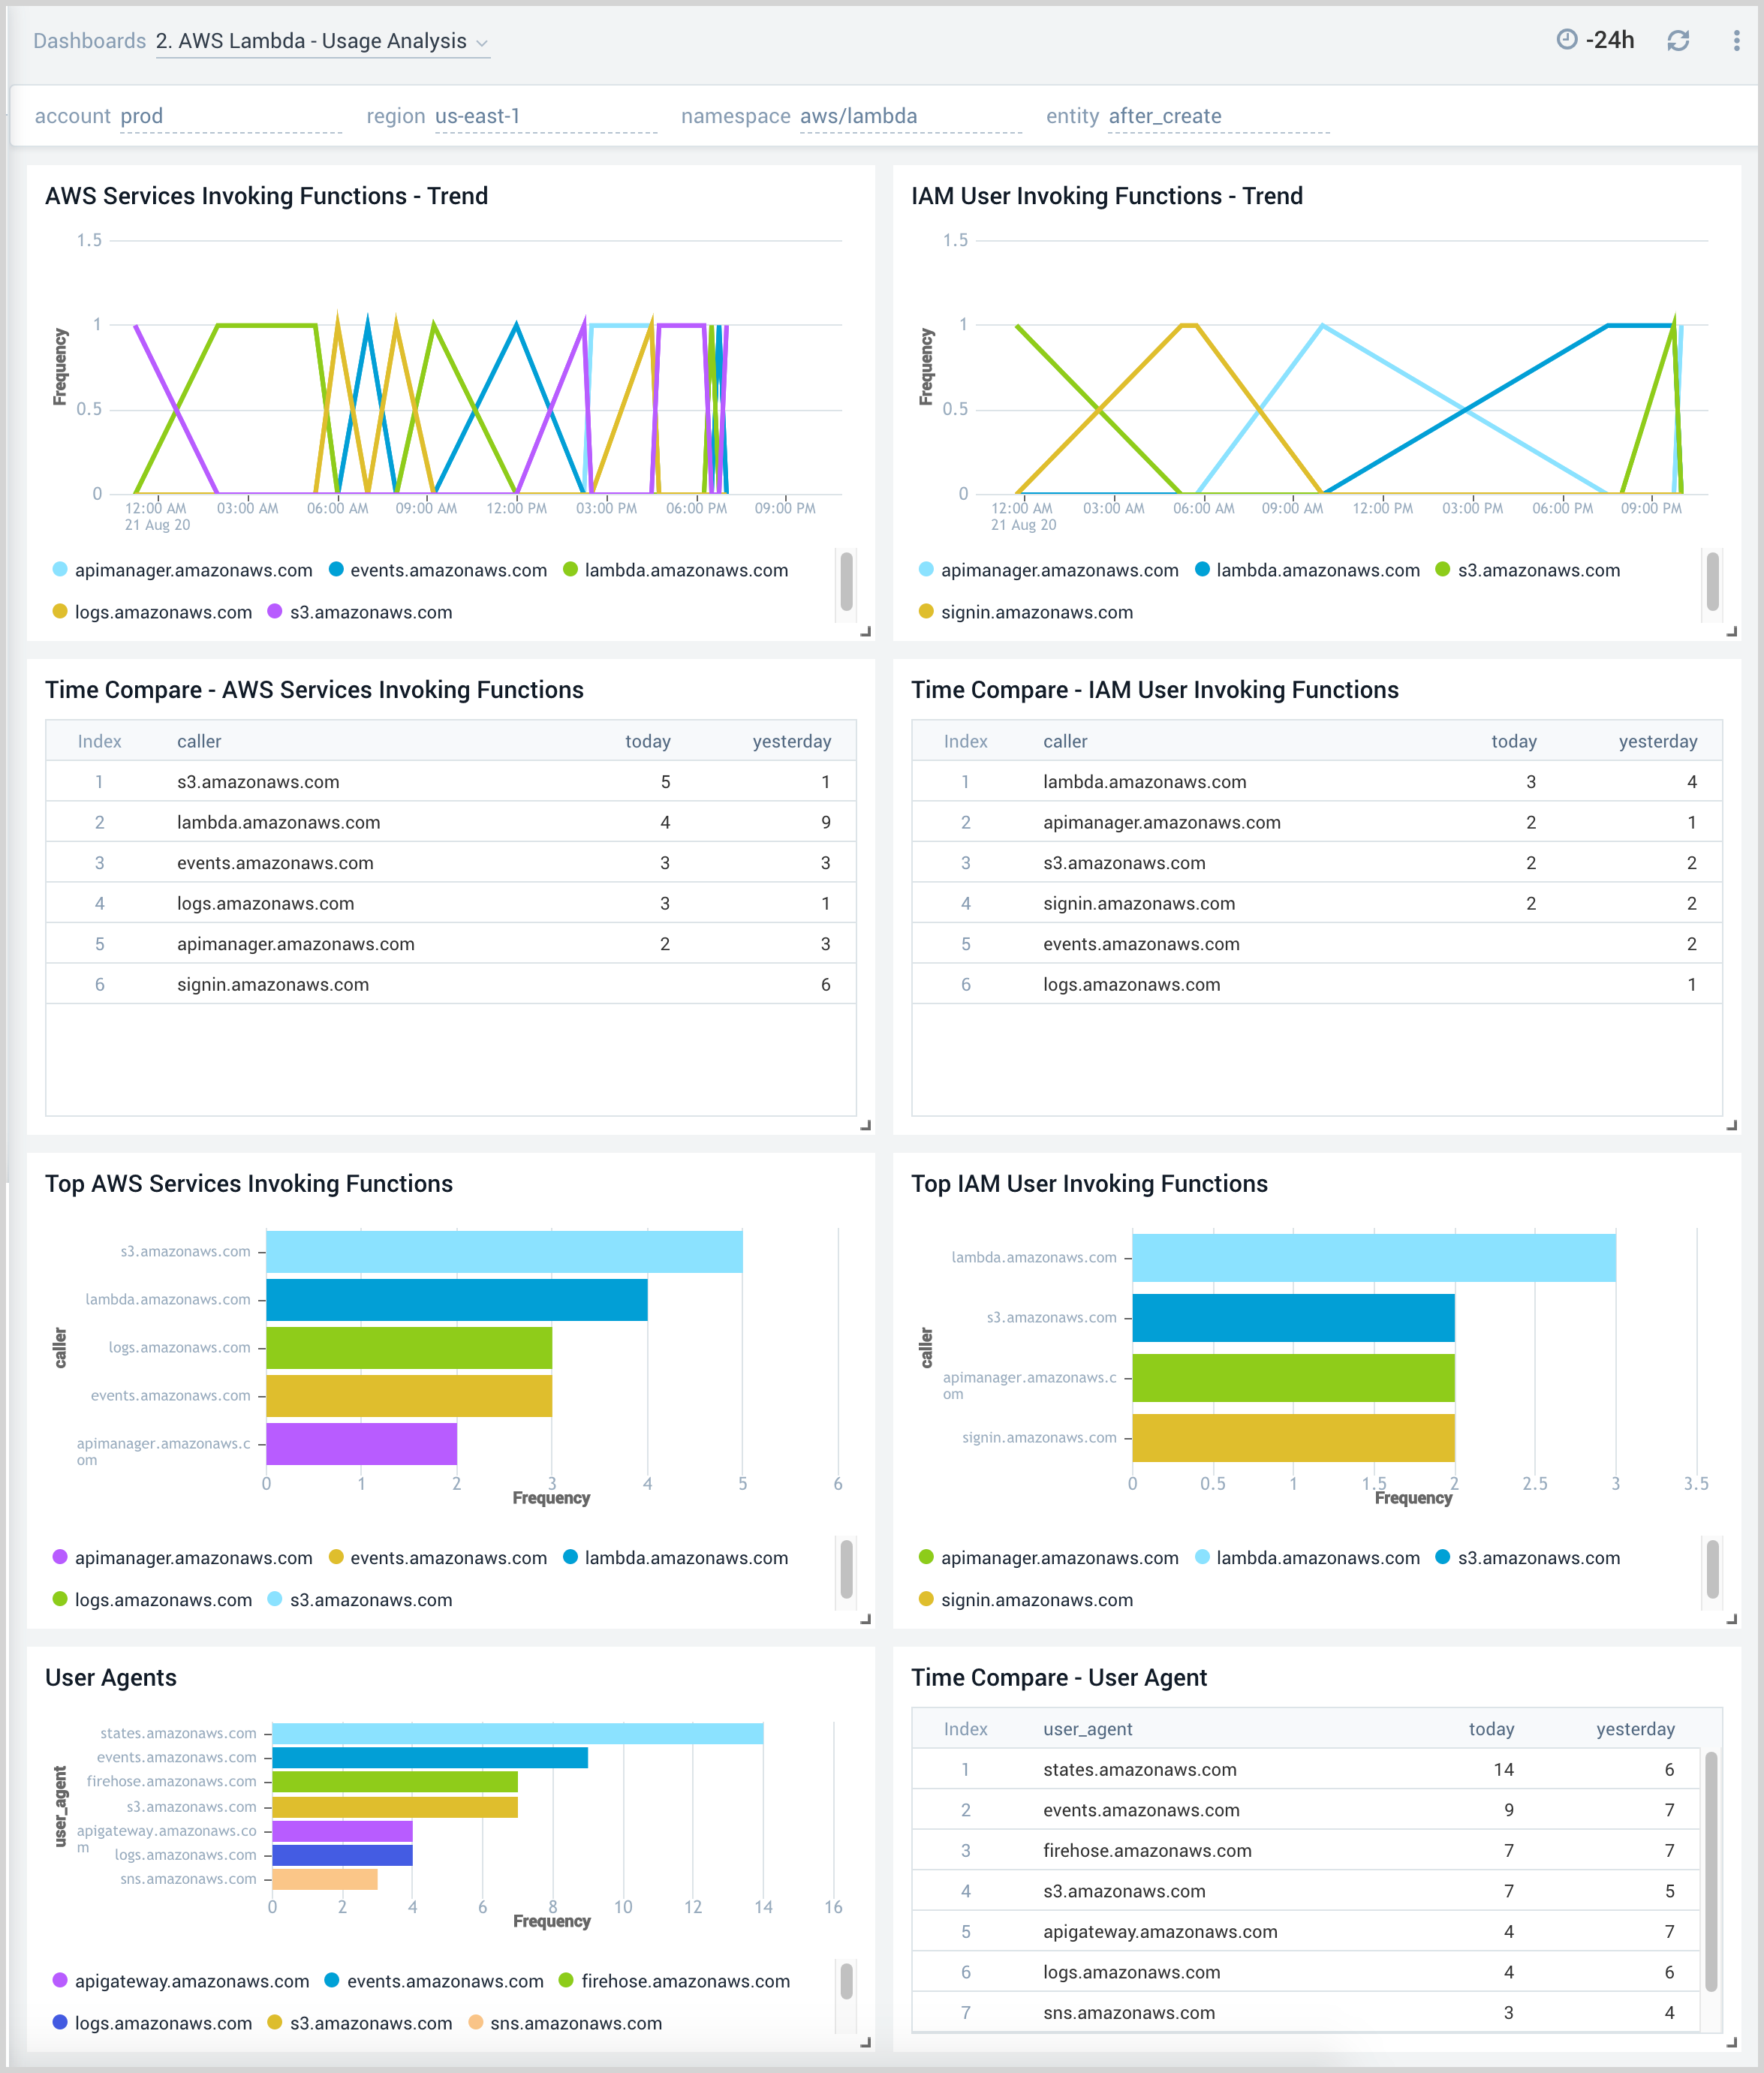 Dashboards 2. AWS Lambda - Usage Analysis
-24h
account prod region us-east-1 namespace aws/lambda entity after_create
AWS Services Invoking Functions - Trend
1.5
1
0.5
0
Frequency
12:00 AM 03:00 AM 06:00 AM 09:00 AM 12:00 PM 03:00 PM 06:00 PM 09:00 PM
21 Aug 20
apimanager.amazonaws.com events.amazonaws.com lambda.amazonaws.com
logs.amazonaws.com s3.amazonaws.com
IAM User Invoking Functions - Trend
1.5
1
0.5
0
Frequency
12:00 AM 03:00 AM 06:00 AM 09:00 AM 12:00 PM 03:00 PM 06:00 PM 09:00 PM
21 Aug 20
apimanager.amazonaws.com lambda.amazonaws.com s3.amazonaws.com
signin.amazonaws.com
Time Compare - AWS Services Invoking Functions
Index caller today yesterday
1 s3.amazonaws.com 5 1
2 lambda.amazonaws.com 4 9
3 events.amazonaws.com 3 3
4 logs.amazonaws.com 3 1
5 apimanager.amazonaws.com 2 3
6 signin.amazonaws.com 6
Time Compare - IAM User Invoking Functions
Index caller today yesterday
1 lambda.amazonaws.com 3 4
2 apimanager.amazonaws.com 2 1
3 s3.amazonaws.com 2 2
4 signin.amazonaws.com 2 2
5 events.amazonaws.com 2
6 logs.amazonaws.com 1
Top AWS Services Invoking Functions
caller
s3.amazonaws.com
lambda.amazonaws.com
logs.amazonaws.com
events.amazonaws.com
apimanager.amazonaws.c
om
0 1 2 3 4 5 6
Frequency
apimanager.amazonaws.com events.amazonaws.com lambda.amazonaws.com
logs.amazonaws.com s3.amazonaws.com
Top IAM User Invoking Functions
caller
lambda.amazonaws.com
s3.amazonaws.com
apimanager.amazonaws.c
om
signin.amazonaws.com
0 0.5 1 1.5 2 2.5 3 3.5
Frequency
apimanager.amazonaws.com lambda.amazonaws.com s3.amazonaws.com
signin.amazonaws.com
User Agents
user_agent
states.amazonaws.com
events.amazonaws.com
firehose.amazonaws.com
s3.amazonaws.com
apigateway.amazonaws.co
m
logs.amazonaws.com
sns.amazonaws.com
0 2 4 6 8 10 12 14 16
Frequency
apigateway.amazonaws.com events.amazonaws.com firehose.amazonaws.com
logs.amazonaws.com s3.amazonaws.com sns.amazonaws.com
Time Compare - User Agent
Index user_agent today yesterday
1 states.amazonaws.com 14 6
2 events.amazonaws.com 9 7
3 firehose.amazonaws.com 7 7
4 s3.amazonaws.com 7 5
5 apigateway.amazonaws.com 4 7
6 logs.amazonaws.com 4 6
7 sns.amazonaws.com 3 4